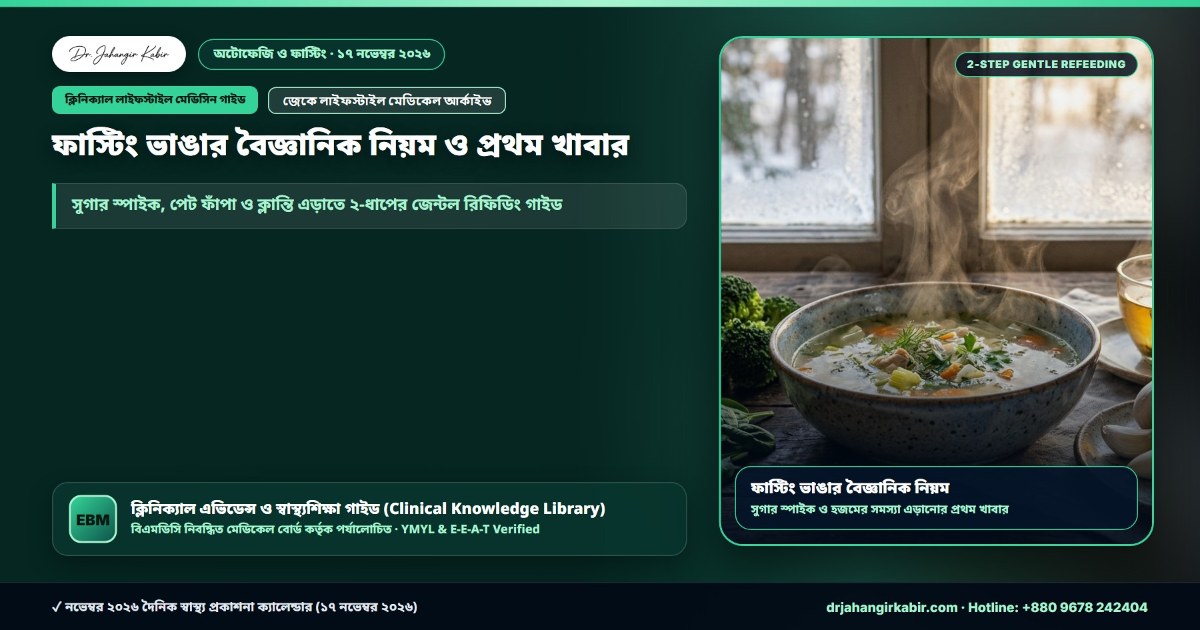 Dr. Jahangir Kabir
অটোফেজি ও ফাস্টিং · ১৭ নভেম্বর ২০২৬
2-STEP GENTLE REFEEDING
ক্লিনিক্যাল লাইফস্টাইল মেডিসিন গাইড
জেকে লাইফস্টাইল মেডিকেল আর্কাইভ
ফাস্টিং ভাঙার বৈজ্ঞানিক নিয়ম ও প্রথম খাবার
সুগার স্পাইক, পেট ফাঁপা ও ক্লান্তি এড়াতে ২-ধাপের জেন্টল রিফিডিং গাইড
ফাস্টিং ভাঙার বৈজ্ঞানিক নিয়ম
সুগার স্পাইক ও হজমের সমস্যা এড়ানোর প্রথম খাবার
EBM
ক্লিনিক্যাল এভিডেন্স ও স্বাস্থ্যশিক্ষা গাইড (Clinical Knowledge Library)
বিএমডিসি নিবন্ধিত মেডিকেল বোর্ড কর্তৃক পর্যালোচিত · YMYL & E-E-A-T Verified
✓ নভেম্বর ২০২৬ দৈনিক স্বাস্থ্য প্রকাশনা ক্যালেন্ডার (১৭ নভেম্বর ২০২৬)
drjahangirkabir.com · Hotline: +880 9678 242404